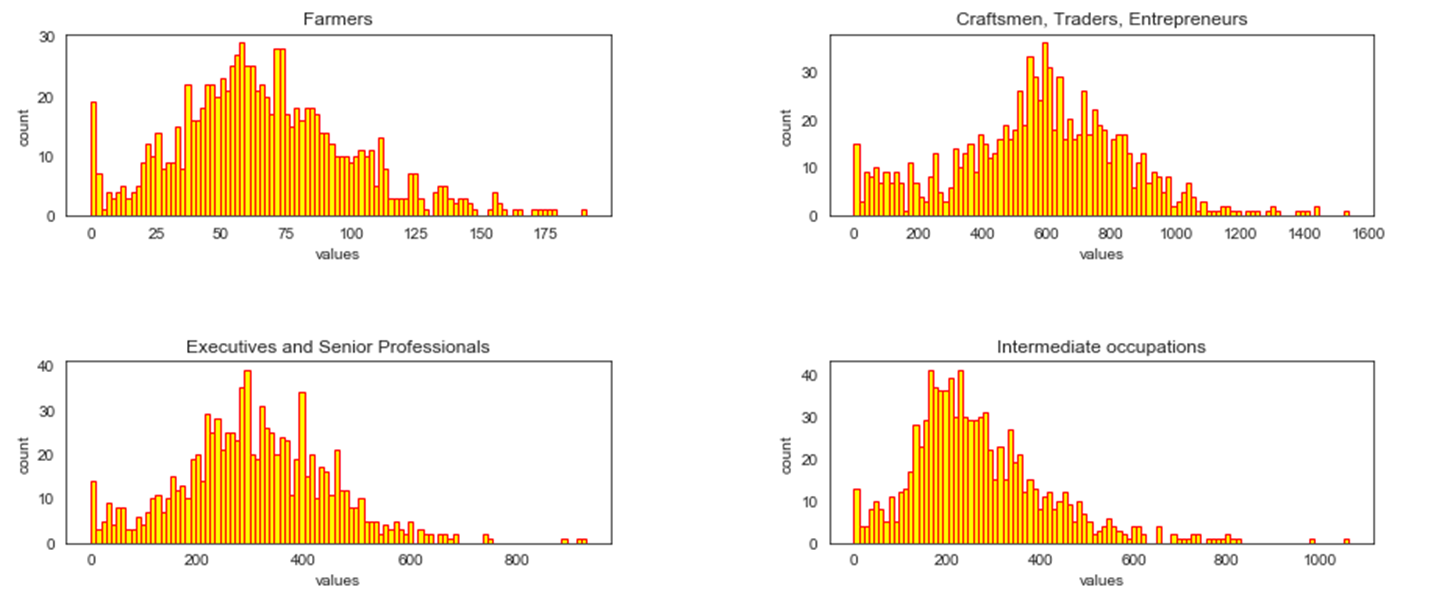 Farmers
30
20
10
0
count
0 25 50 75 100 125 150 175
values
Craftsmen, Traders, Entrepreneurs
30
20
10
0
count
0 200 400 600 800 1000 1200 1400 1600
values
Executives and Senior Professionals
40
30
20
10
0
count
0 200 400 600 800
values
Intermediate occupations
40
30
20
10
0
count
0 200 400 600 800 1000
values